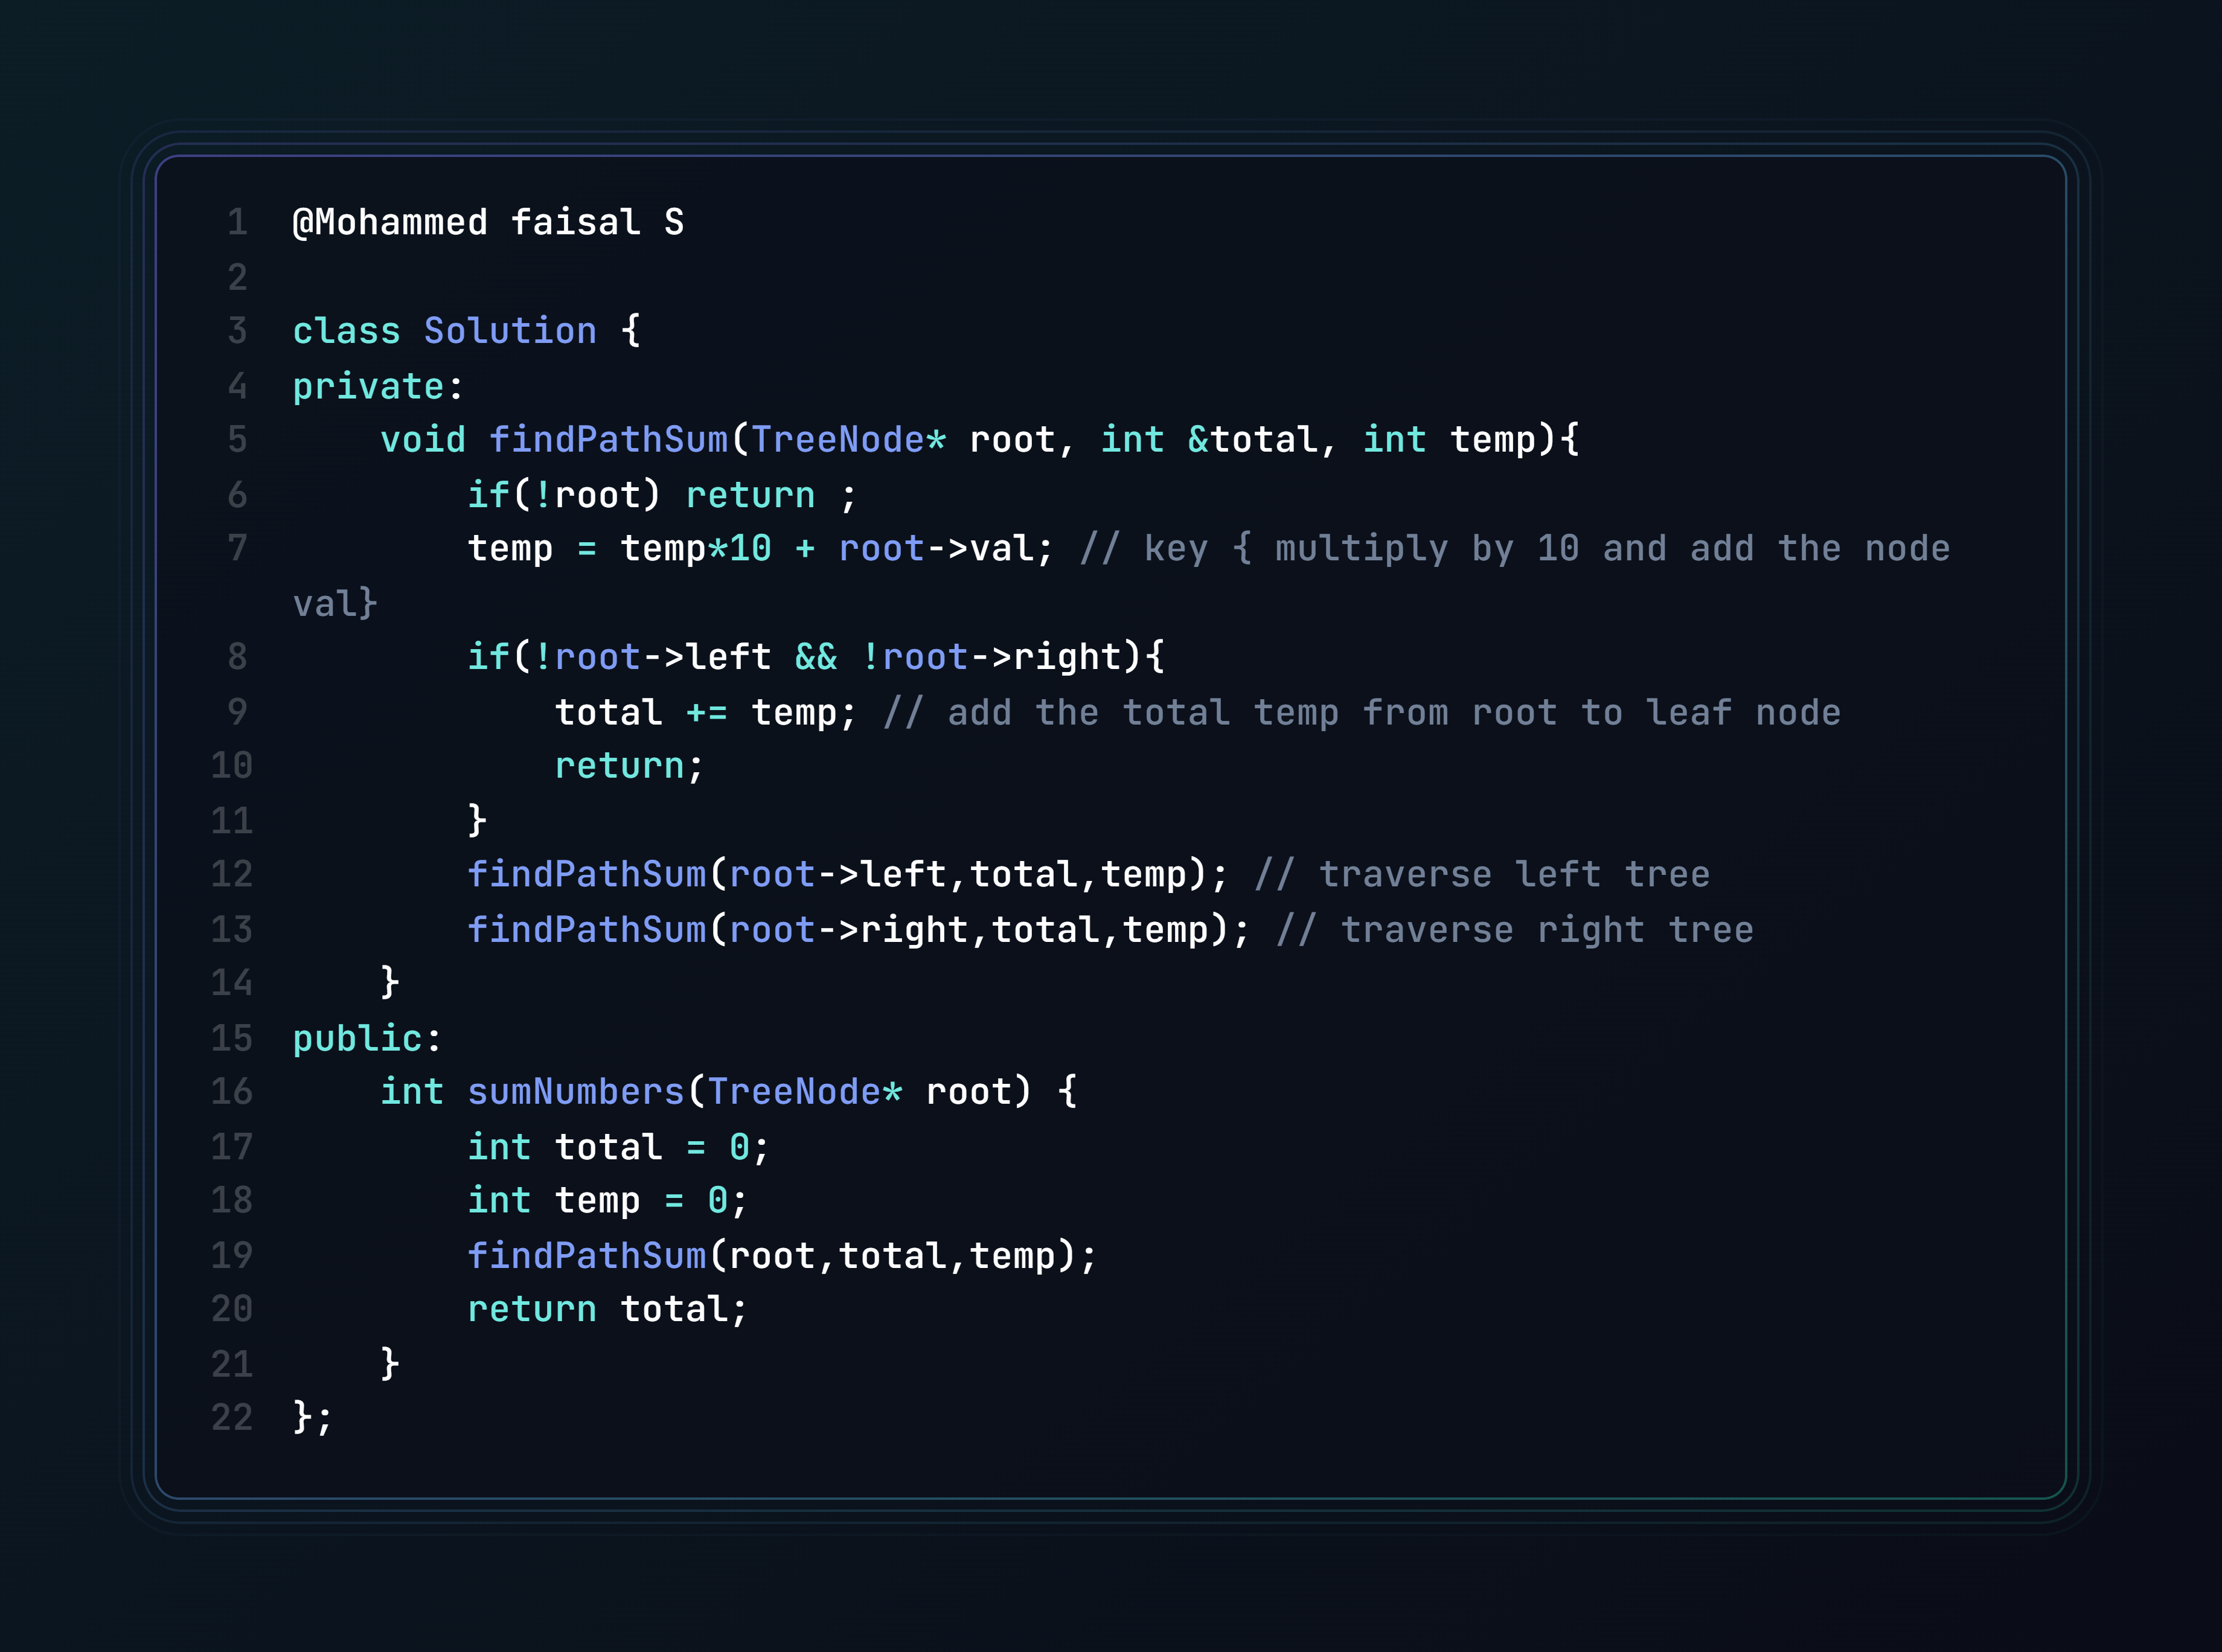 1 @Mohammed faisal S
2
3 class Solution {
4 private:
5     void findPathSum(TreeNode* root, int &total, int temp){
6         if(!root) return ;
7         temp = temp*10 + root->val; // key { multiply by 10 and add the node
val}
8         if(!root->left && !root->right){
9             total += temp; // add the total temp from root to leaf node
10             return;
11         }
12         findPathSum(root->left,total,temp); // traverse left tree
13         findPathSum(root->right,total,temp); // traverse right tree
14     }
15 public:
16     int sumNumbers(TreeNode* root) {
17         int total = 0;
18         int temp = 0;
19         findPathSum(root,total,temp);
20         return total;
21     }
22 };